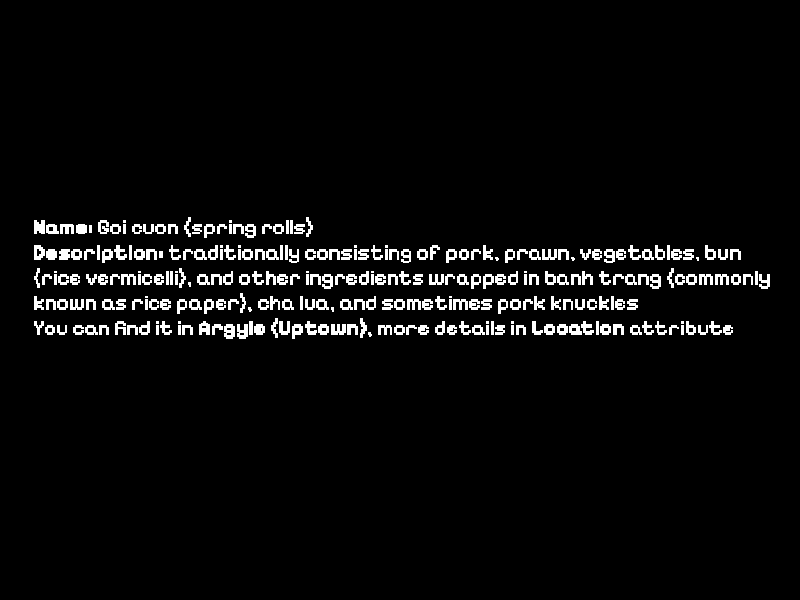 Name: Goi cuon (spring rolls)
Description: traditionally consisting of pork, prawn, vegetables, bun
(rice vermicelli), and other ingredients wrapped in banh trang (commonly
known as rice paper), cha lua, and sometimes pork knuckles
You can find it in Argyle (Uptown), more details in Location attribute